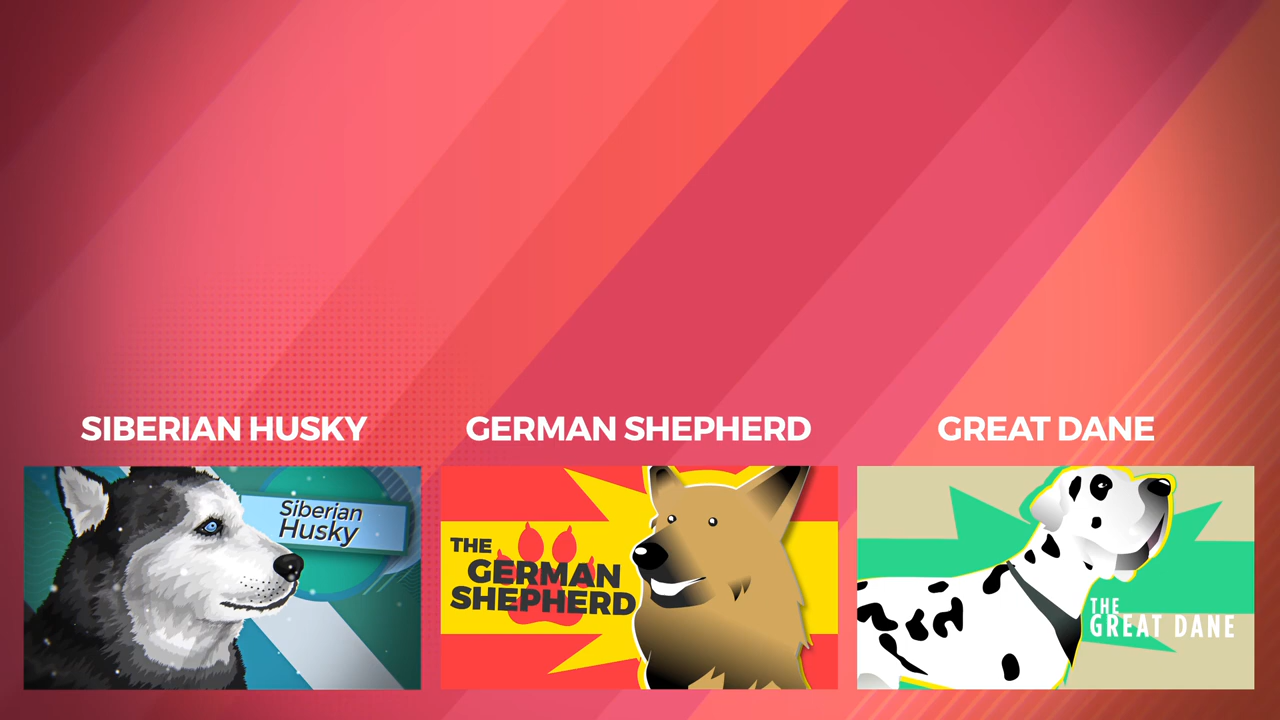 SIBERIAN HUSKY
GERMAN SHEPHERD
GREAT DANE
Siberian
Husky
THE
GERMAN
SHEPHERD
THE
GREAT DANE